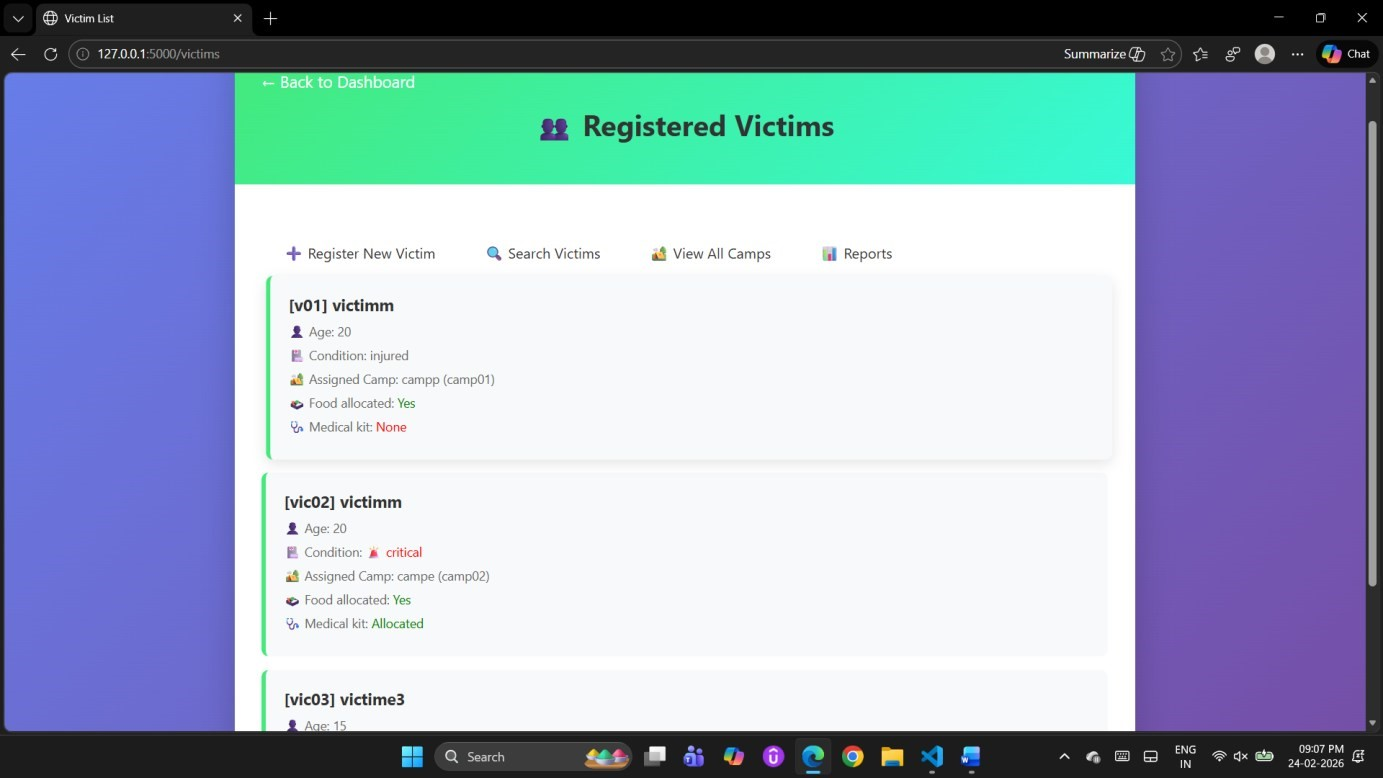 Victim List
127.0.0.1:5000/victims
Summarize
Chat
← Back to Dashboard
Registered Victims
Register New Victim
Search Victims
View All Camps
Reports
[v01] victimm
Age: 20
Condition: injured
Assigned Camp: campp (camp01)
Food allocated: Yes
Medical kit: None
[vic02] victimm
Age: 20
Condition: critical
Assigned Camp: campe (camp02)
Food allocated: Yes
Medical kit: Allocated
[vic03] victime3
Age: 15
Search
ENG
IN
09:07 PM
24-02-2026